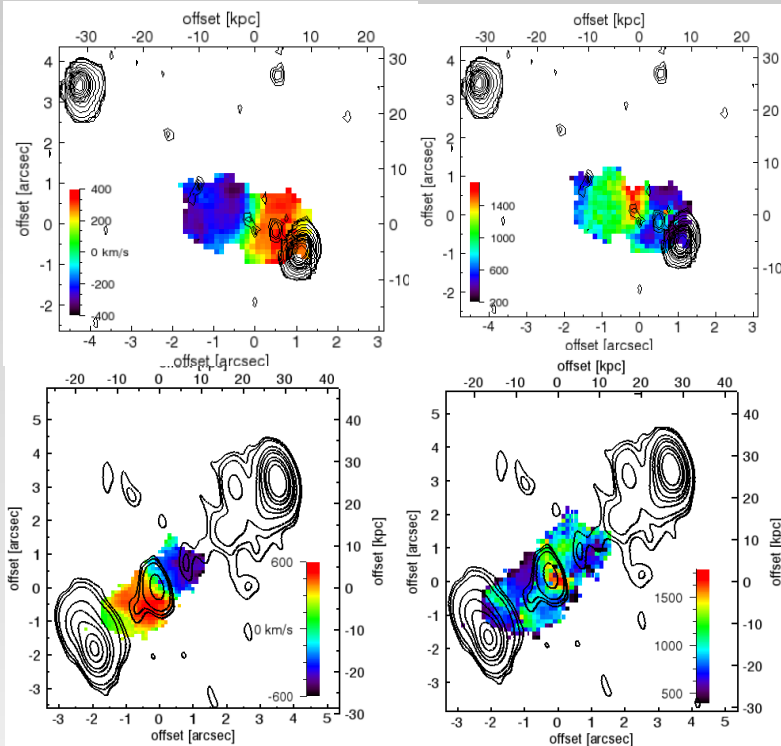 offset [kpc] offset [kpc]
-30 -20 -10 0 10 20 -30 -20 -10 0 10 20
4 30 4 30
3 20 3 20
2 2
10 10
1 400 1
200 1400 0
0 0 0
0 km/s 1000
-1 -200 -10 -1 600 -10
-2 -400 -2 200
-4 -3 -2 -1 0 1 2 3 -4 -3 -2 -1 0 1 2 3
offset [arcsec] offset [arcsec]
offset [arcsec] offset [arcsec]
offset [kpc]
-20 -10 0 10 20 30 40 -20 -10 0 10 20 30
5 40 5 40
4 30 4 30
3 20 3 20
2 2
10 10
1 600 1
0 0 0 1500 0
-1 0 km/s -10 -1 1000 -10
-2 -20 -2 -20
-3 -600 -3 500
-30 -30
-3 -2 -1 0 1 2 3 4 5 -3 -2 -1 0 1 2 3 4 5
offset [arcsec] offset [arcsec]
offset [arcsec] offset [kpc] offset [arcsec] offset [kpc]